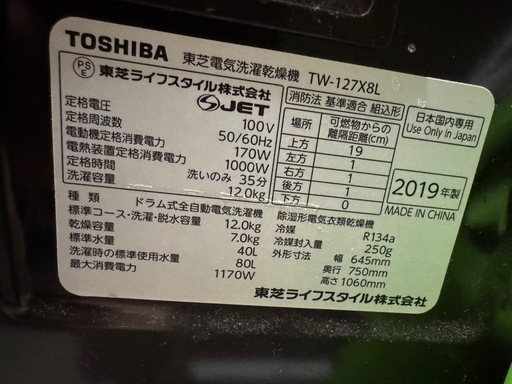 TOSHIBA 東芝電気洗濯乾燥機 TW-127X8L
PS
E
東芝ライフスタイル株式会社
JET
定格電圧 100V
定格周波数 50/60Hz
電動機定格消費電力 170W
電熱装置定格消費電力 1000W
定格時間 洗いのみ 35分
洗濯容量 12.0kg
消防法 基準適合 組込形
場所 可燃物からの離隔距離(cm)
上方 19
左方 1
右方 1
後方 1
下方 0
日本国内専用
Use Only in Japan
2019年製
MADE IN CHINA
種類 ドラム式全自動電気洗濯機
標準コース・洗濯・脱水容量 12.0kg
乾燥容量 7.0kg
標準水量 40L
洗濯時の標準使用水量 80L
最大消費電力 1170W
除湿形電気衣類乾燥機
冷媒 R134a
冷媒封入量 250g
外形寸法 幅 645mm
奥行 750mm
高さ 1060mm
東芝ライフスタイル株式会社